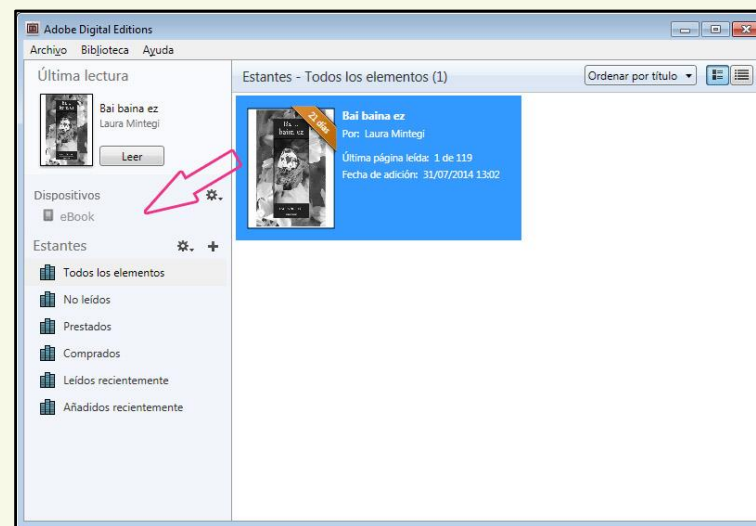 Adobe Digital Editions
Archivo Biblioteca Ayuda
Última lectura
Bai baina ez
Laura Mintegi
Leer
Dispositivos
eBook
Estantes
Todos los elementos
No leídos
Prestados
Comprados
Leídos recientemente
Añadidos recientemente
Estantes - Todos los elementos (1)
Ordenar por título
21 días
Bai baina ez
Por: Laura Mintegi
Última página leída: 1 de 119
Fecha de adición: 31/07/2014 13:02